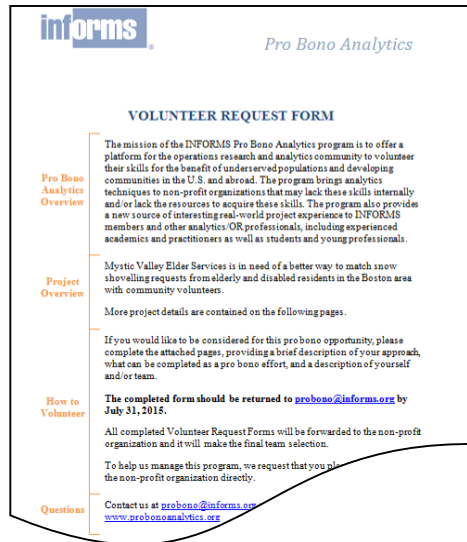 informs®
Pro Bono Analytics
VOLUNTEER REQUEST FORM
Pro Bono
Analytics
Overview
The mission of the INFORMS Pro Bono Analytics program is to offer a
platform for the operations research and analytics community to volunteer
their skills for the benefit of underserved populations and developing
communities in the U.S. and abroad. The program brings analytics
techniques to non-profit organizations that may lack these skills internally
and/or lack the resources to acquire these skills. The program also provides
a new source of interesting real-world project experience to INFORMS
members and other analytics/OR professionals, including experienced
academics and practitioners as well as students and young professionals.
Project
Overview
Mystic Valley Elder Services is in need of a better way to match snow
shovelling requests from elderly and disabled residents in the Boston area
with community volunteers.
More project details are contained on the following pages.
How to
Volunteer
If you would like to be considered for this pro bono opportunity, please
complete the attached pages, providing a brief description of your approach,
what can be completed as a pro bono effort, and a description of yourself
and/or team.
The completed form should be returned to probono@informs.org by
July 31, 2015.
All completed Volunteer Request Forms will be forwarded to the non-profit
organization and it will make the final team selection.
To help us manage this program, we request that you
the non-profit organization directly.
Questions
Contact us at probono@informs.org
www.probonoanalytics.org